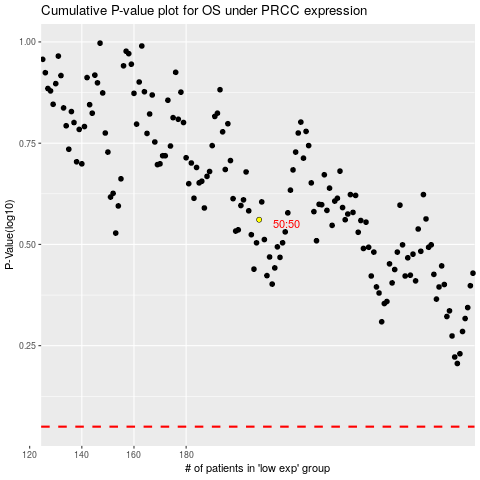 Cumulative P-value plot for OS under PRCC expression
P-Value(log10)
1.00
0.75
0.50
0.25
50:50
120 140 160 180
# of patients in 'low exp' group